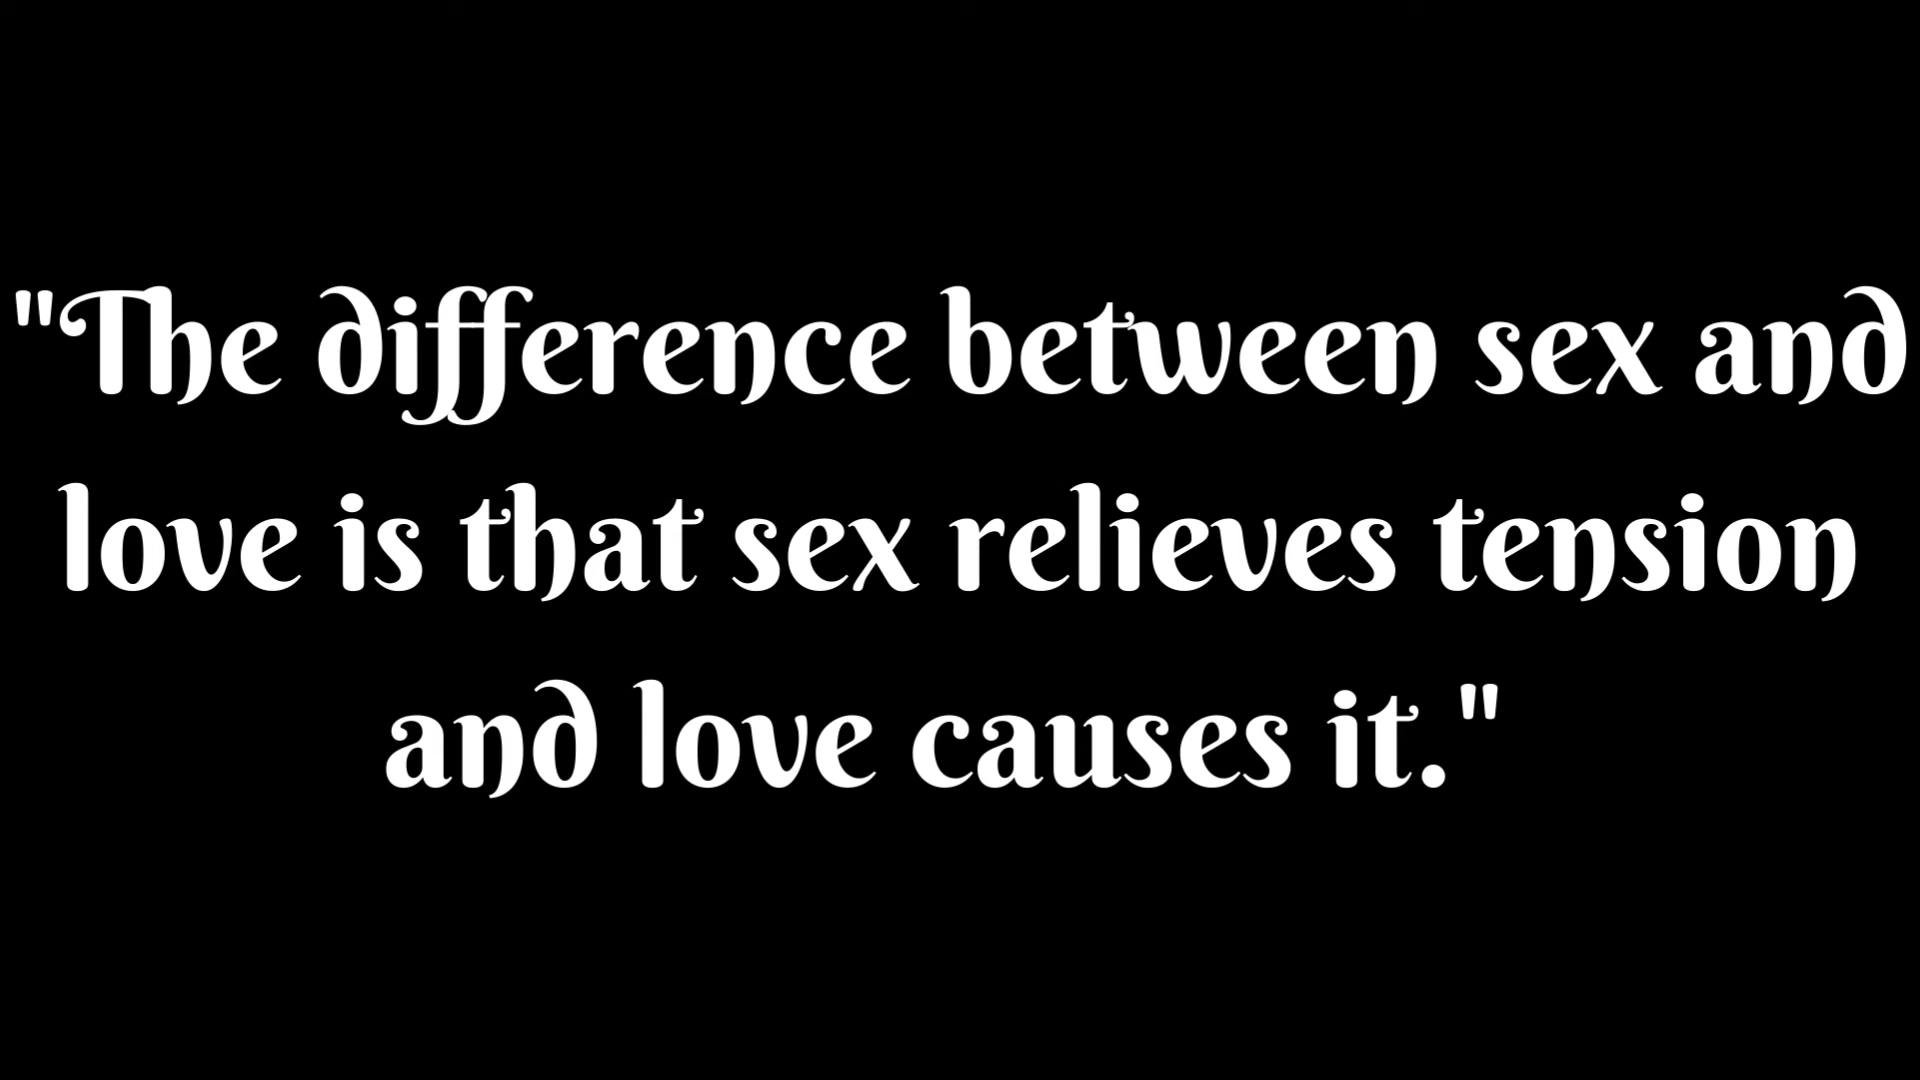 "The difference between sex and
love is that sex relieves tension
and love causes it."